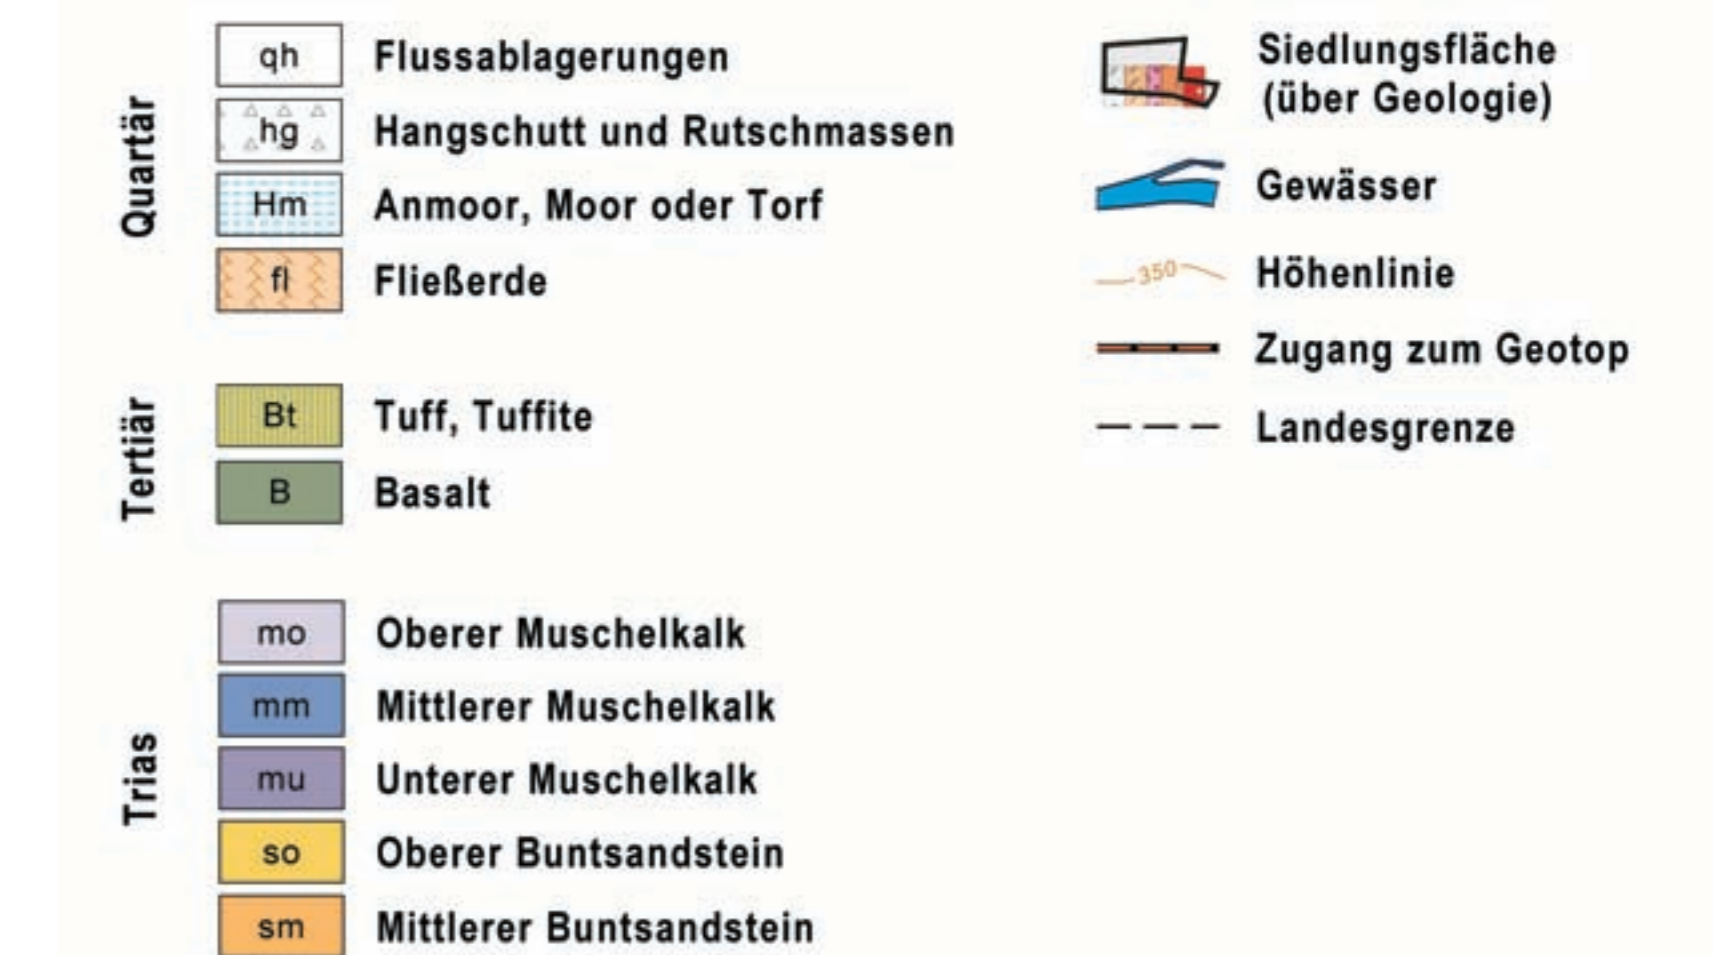 Quartär
qh Flussablagerungen
hg Hangschutt und Rutschmassen
Hm Anmoor, Moor oder Torf
fl Fließerde
Tertiär
Bt Tuff, Tuffite
B Basalt
Trias
mo Oberer Muschelkalk
mm Mittlerer Muschelkalk
mu Unterer Muschelkalk
so Oberer Buntsandstein
sm Mittlerer Buntsandstein
Siedlungsfläche
(über Geologie)
Gewässer
350 Höhenlinie
Zugang zum Geotop
Landesgrenze